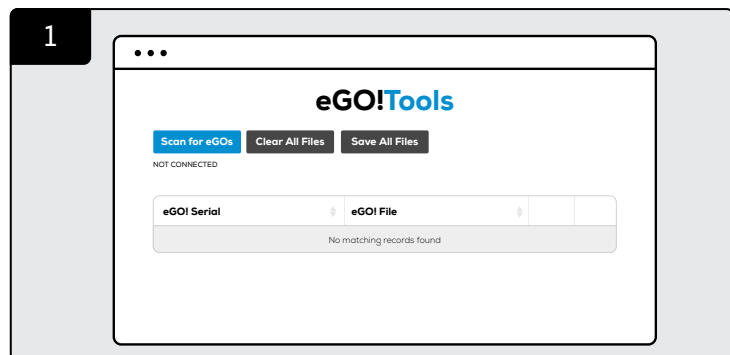 1
eGO!Tools
Scan for eGOs Clear All Files Save All Files
NOT CONNECTED
eGO! Serial eGO! File
No matching records found